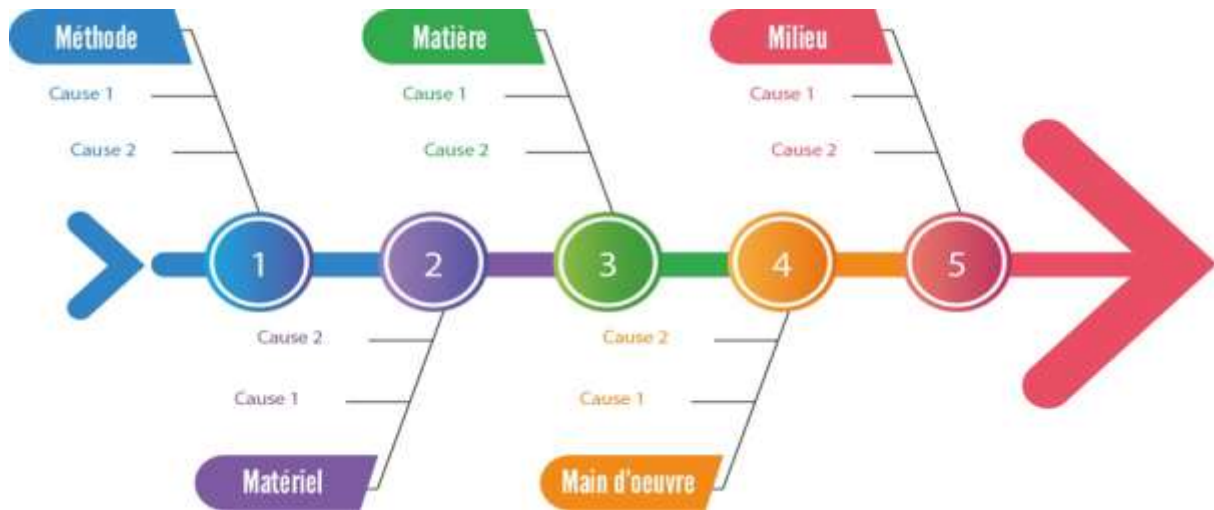 Méthode
Cause 1
Cause 2
Matière
Cause 1
Cause 2
Milieu
Cause 1
Cause 2
1
2
3
4
5
Cause 2
Cause 1
Matériel
Cause 2
Cause 1
Main d'oeuvre